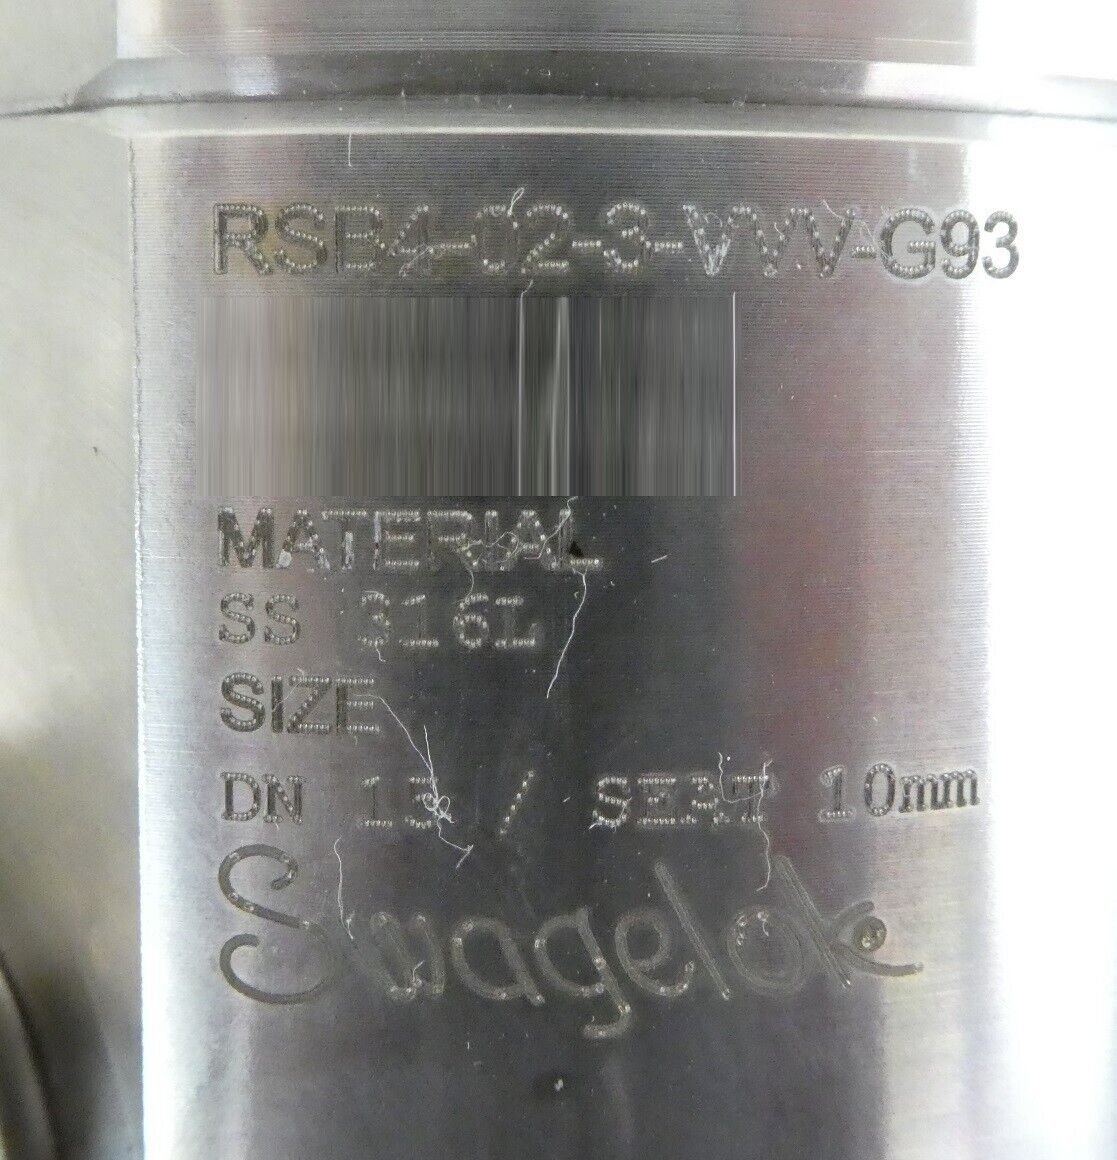 RSB4-02-3-VVV-G93
MATERIAL
SS 316L
SIZE
DN 15 / SEAT 10mm
Swagelok